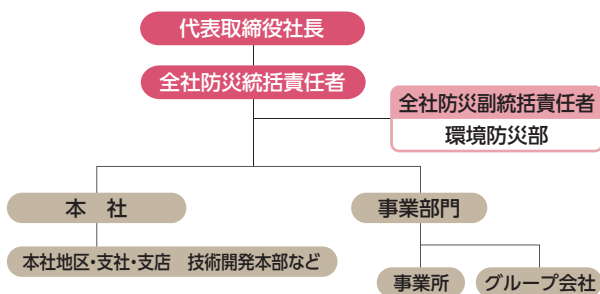 代表取締役社長
全社防災統括責任者
全社防災副統括責任者
環境防災部
本　社
事業部門
本社地区・支社・支店　技術開発本部など
事業所
グループ会社